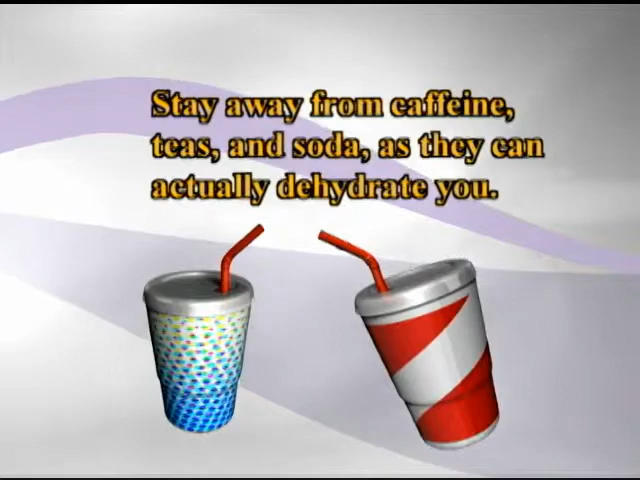 Stay away from caffeine,
teas, and soda, as they can
actually dehydrate you.